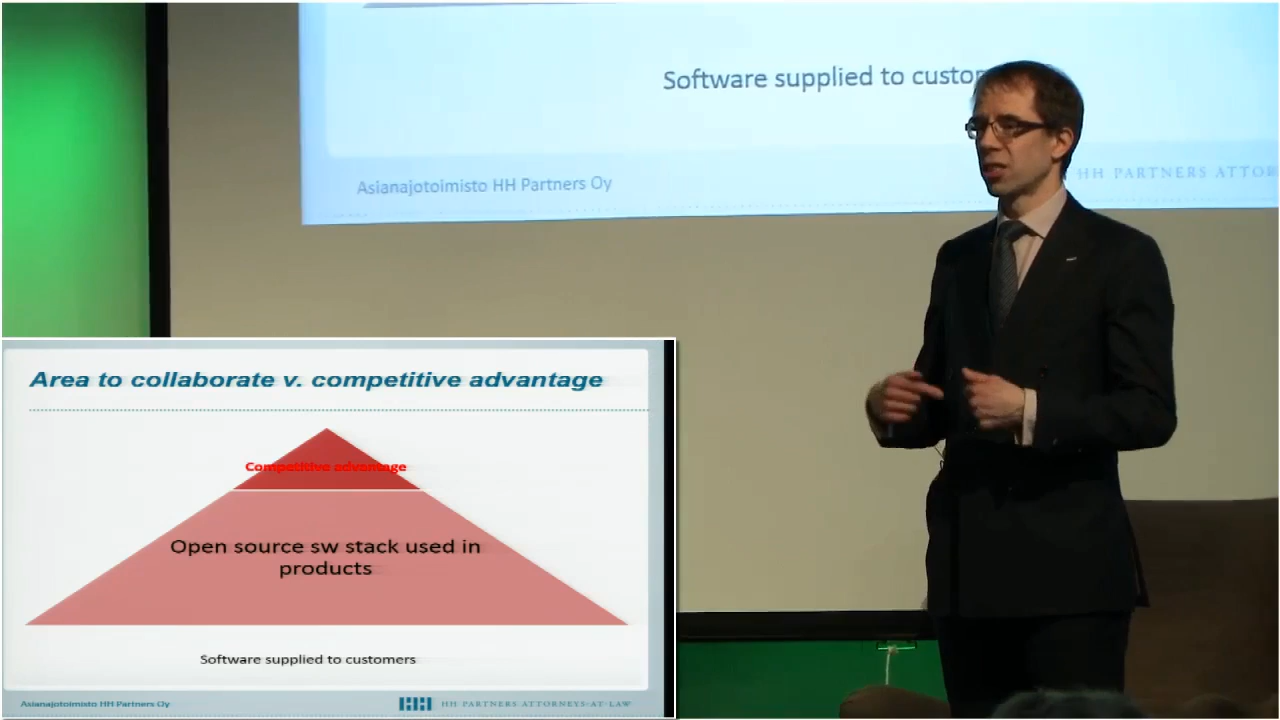 Software supplied to custo
Asianajotoimisto HH Partners Oy
HH PARTNERS ATTOR
Area to collaborate v. competitive advantage
Competitive advantage
Open source sw stack used in
products
Software supplied to customers
Asianajotoimisto HH Partners Oy
HH PARTNERS ATTORNEYS-AT-LAW